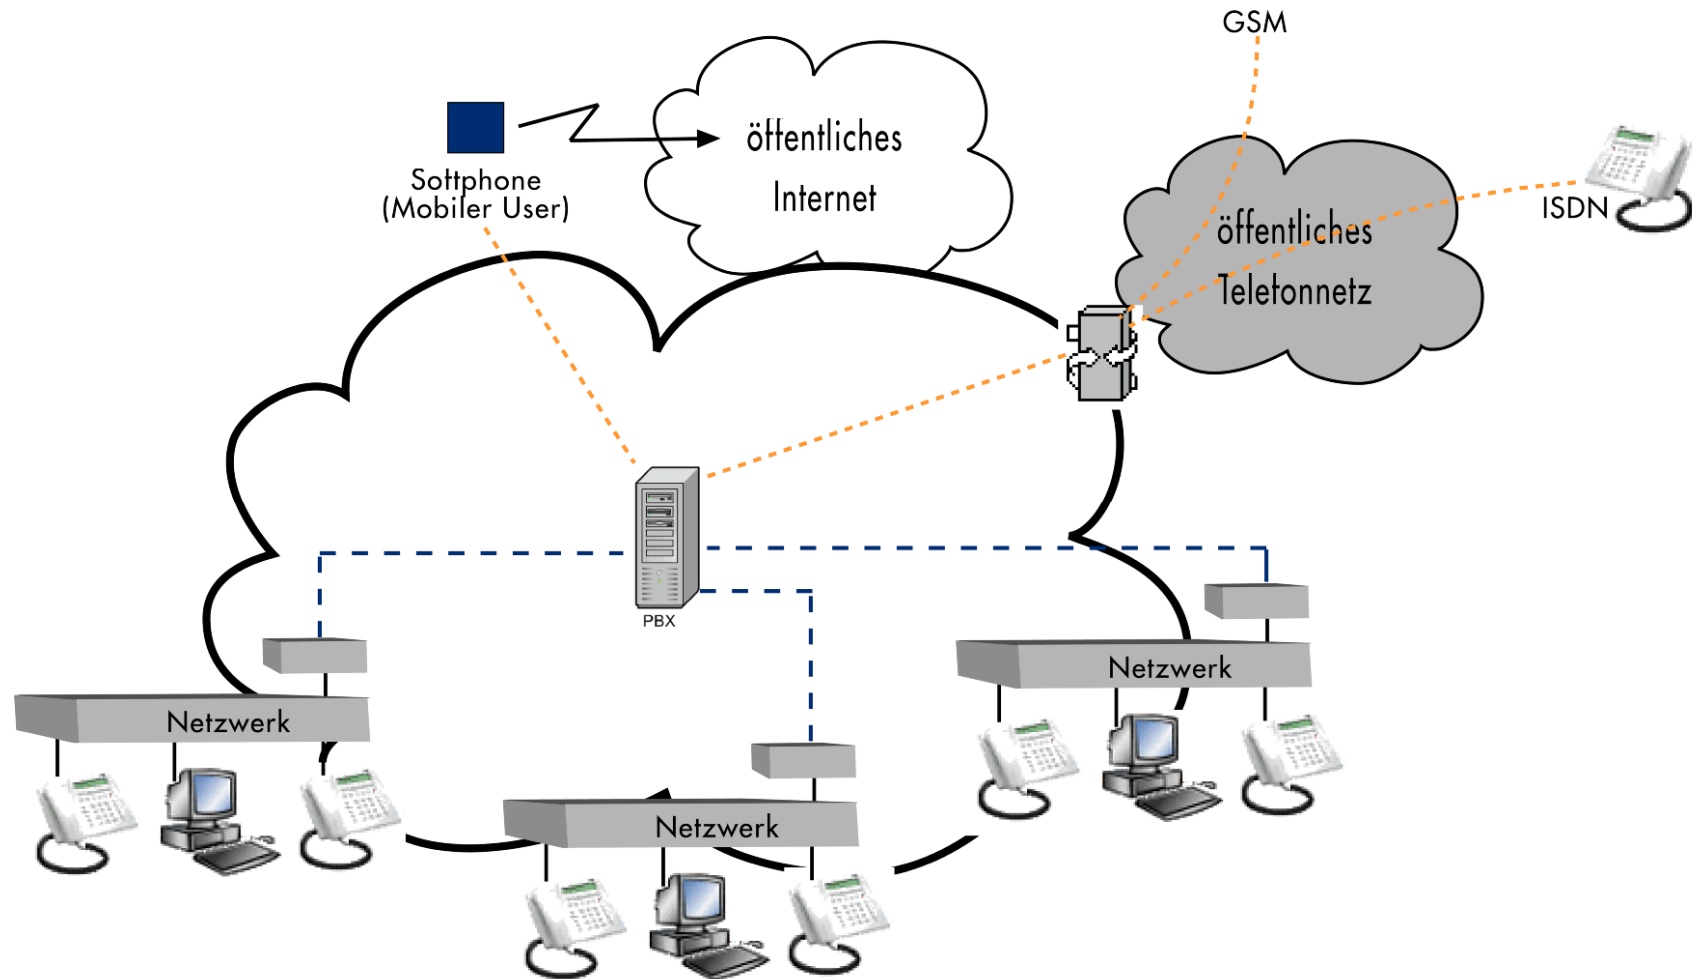 GSM
öffentliches
Internet
Softphone
(Mobiler User)
ISDN
öffentliches
Telefonnetz
PBX
Netzwerk
Netzwerk
Netzwerk